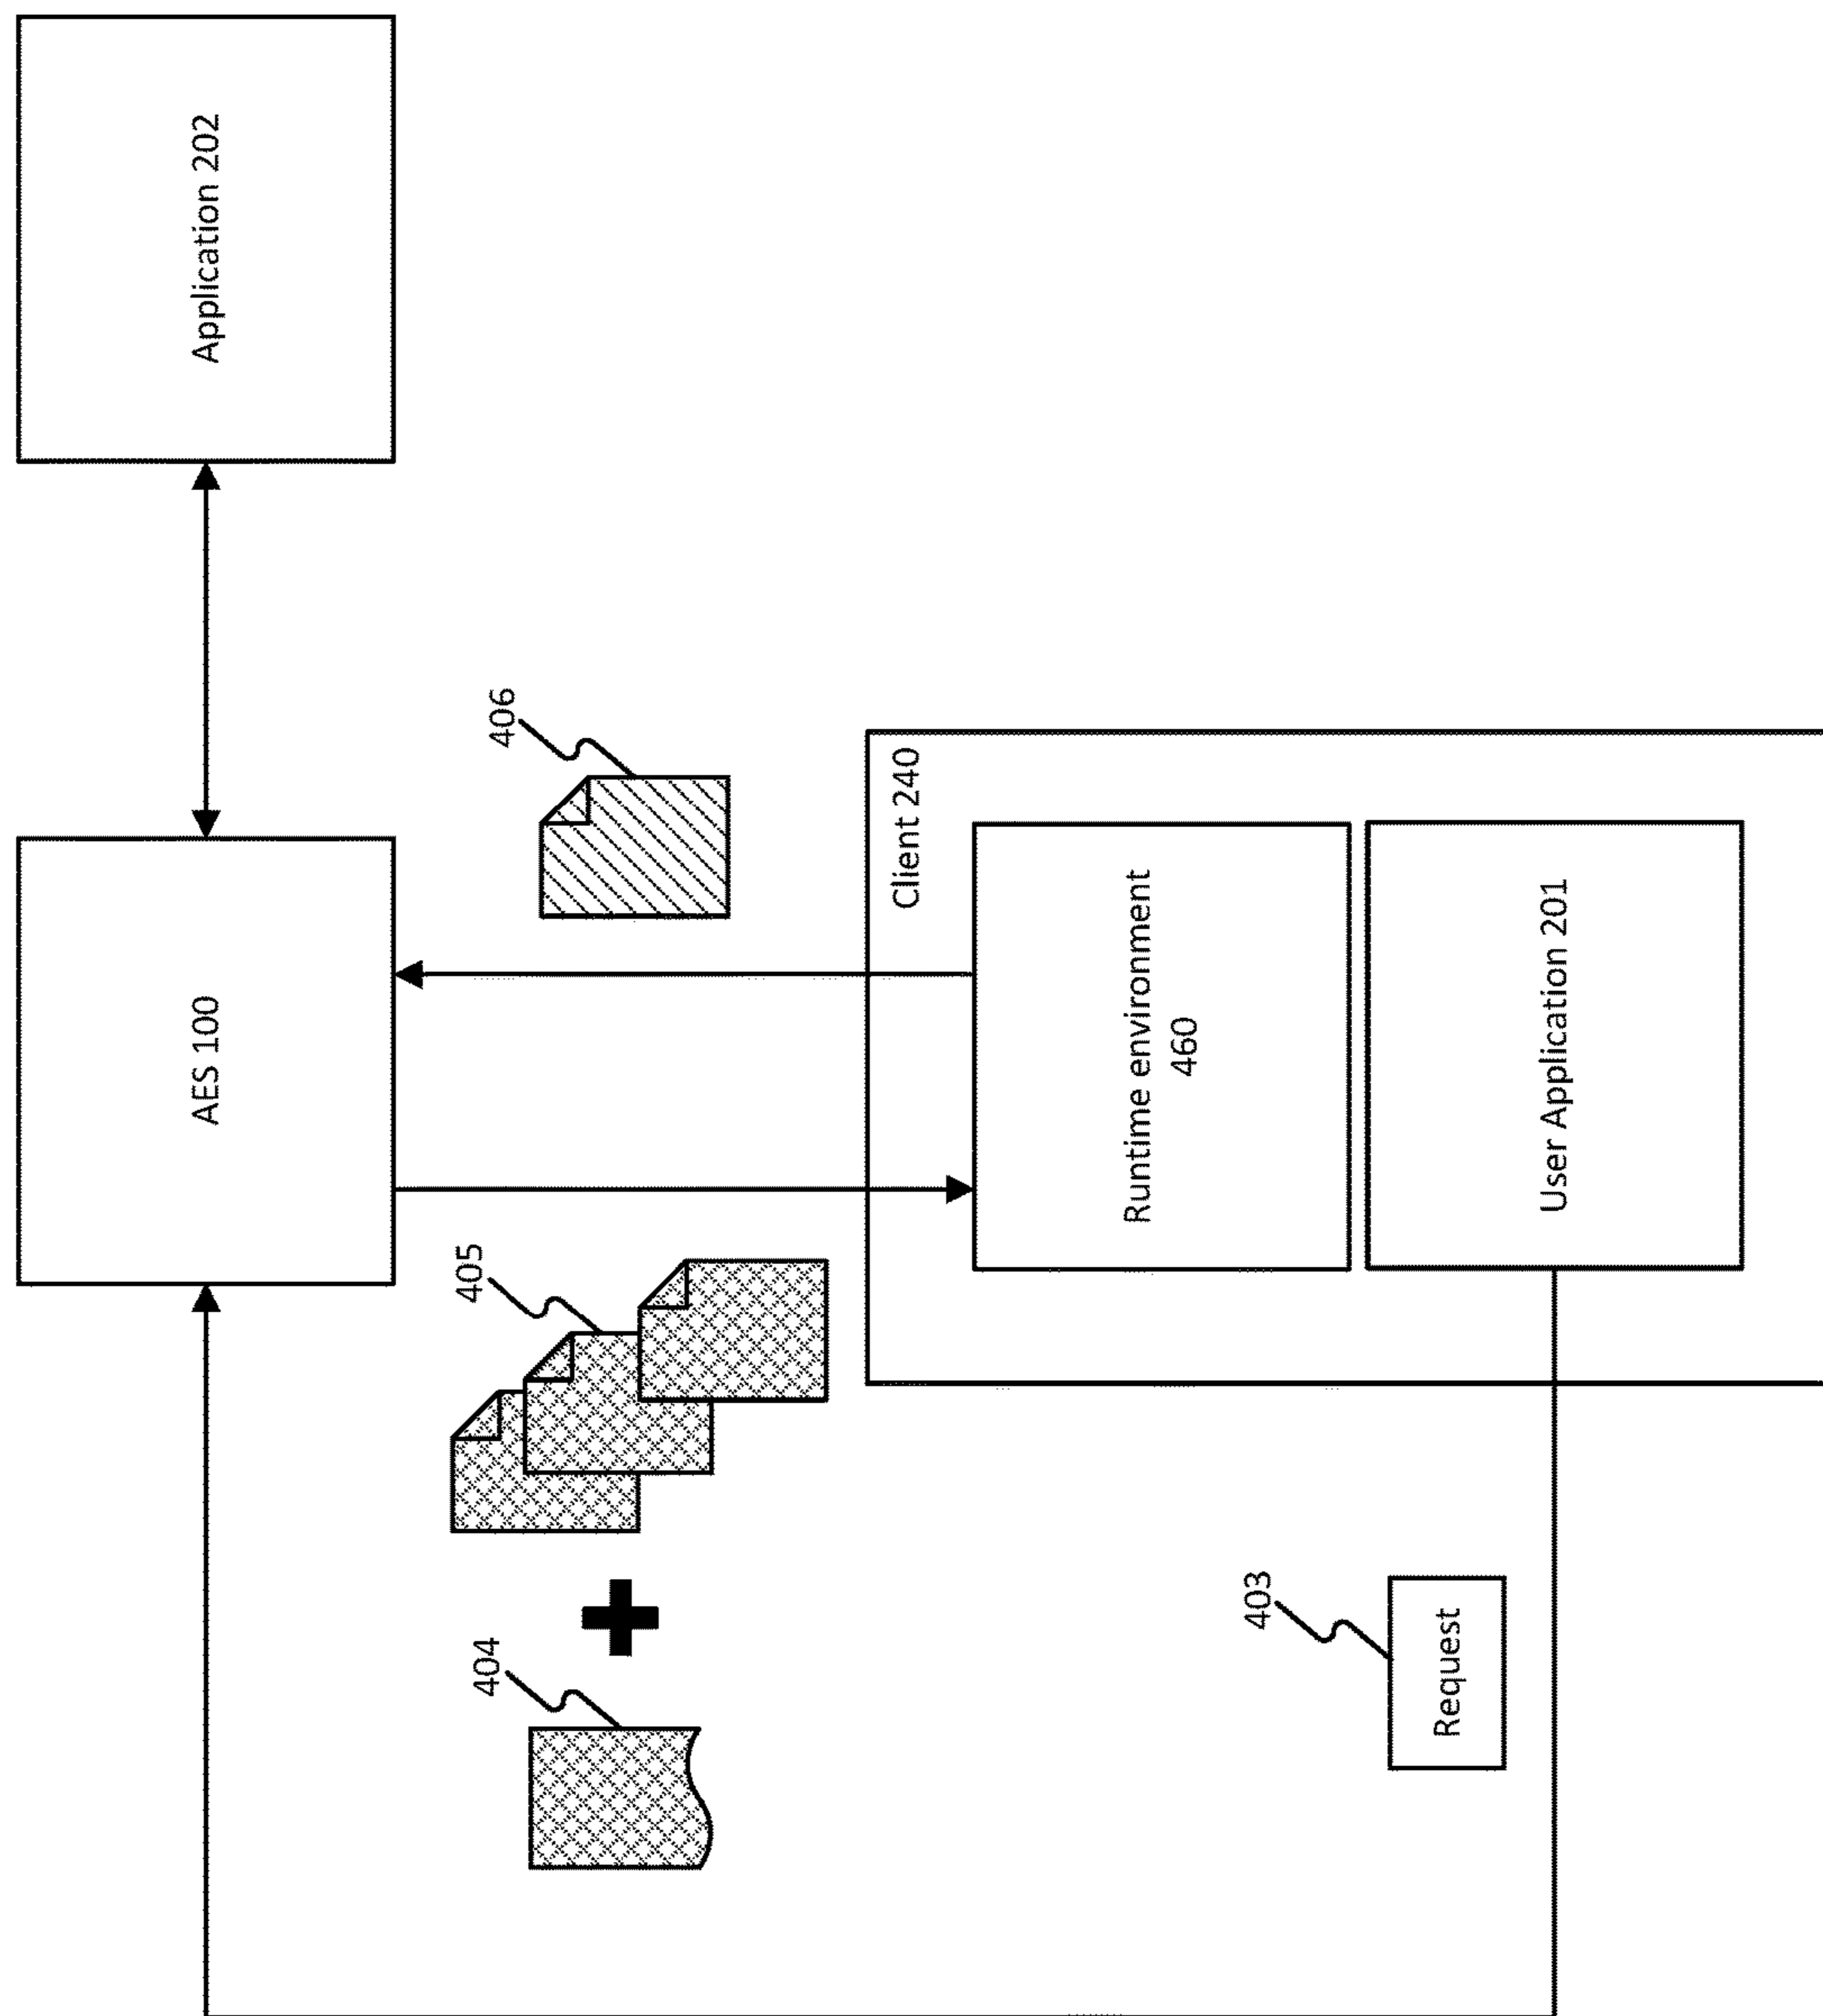 AES 100
Application 202
404
405
406
Client 240
Runtime environment
460
403
Request
User Application 201